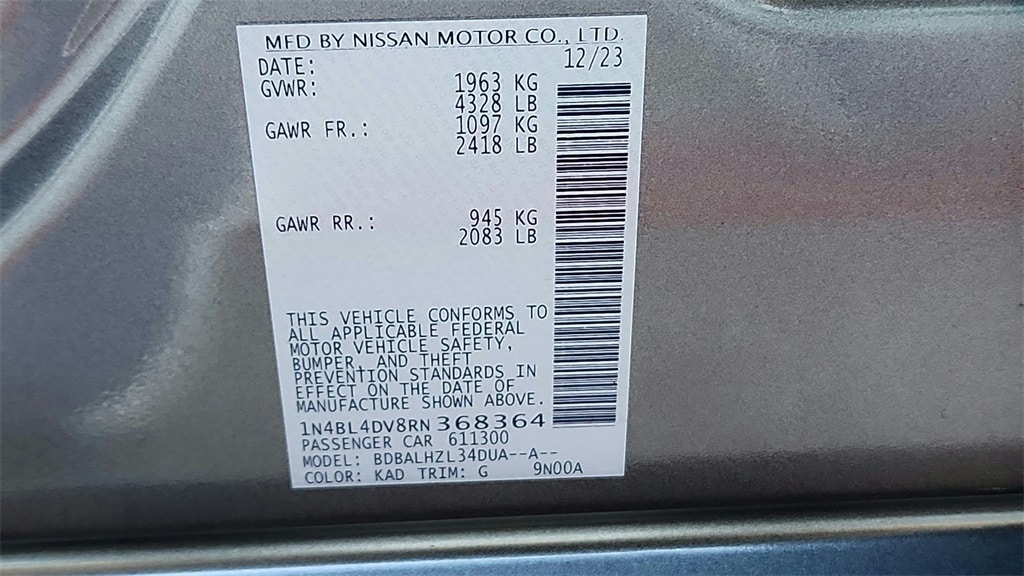 MFD BY NISSAN MOTOR CO., LTD.
DATE: 12/23
GVWR: 1963 KG
4328 LB
GAWR FR.: 1097 KG
2418 LB
GAWR RR.: 945 KG
2083 LB
THIS VEHICLE CONFORMS TO
ALL APPLICABLE FEDERAL
MOTOR VEHICLE SAFETY,
BUMPER, AND THEFT
PREVENTION STANDARDS IN
EFFECT ON THE DATE OF
MANUFACTURE SHOWN ABOVE.
1N4BL4DV8RN 368364
PASSENGER CAR 611300
MODEL: BDBALHZL34DUA--A--
COLOR: KAD TRIM: G 9N00A